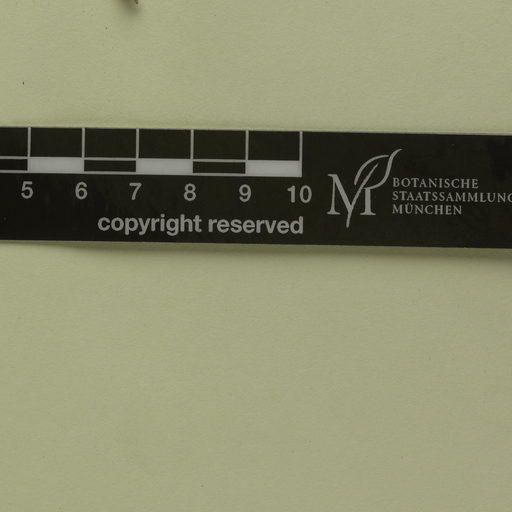 5 6 7 8 9 10
copyright reserved
BOTANISCHE
STAATSSAMMLUNG
MÜNCHEN